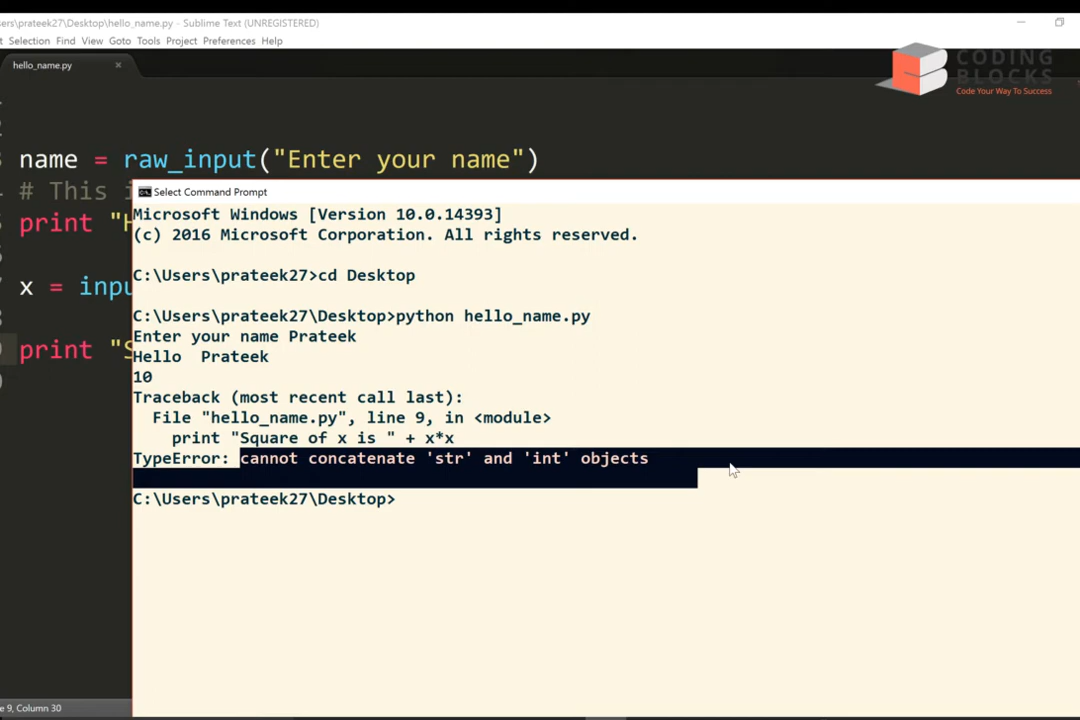 ers\prateek27\Desktop\hello_name.py - Sublime Text (UNREGISTERED)
t Selection Find View Goto Tools Project Preferences Help
hello_name.py ×
CODING
BLOCKS
Code Your Way To Success
name = raw_input("Enter your name")
# This i
print "H
x = inpu
print "S
Select Command Prompt
Microsoft Windows [Version 10.0.14393]
(c) 2016 Microsoft Corporation. All rights reserved.
C:\Users\prateek27>cd Desktop
C:\Users\prateek27\Desktop>python hello_name.py
Enter your name Prateek
Hello  Prateek
10
Traceback (most recent call last):
  File "hello_name.py", line 9, in <module>
    print "Square of x is " + x*x
TypeError: cannot concatenate 'str' and 'int' objects
C:\Users\prateek27\Desktop>
e 9, Column 30